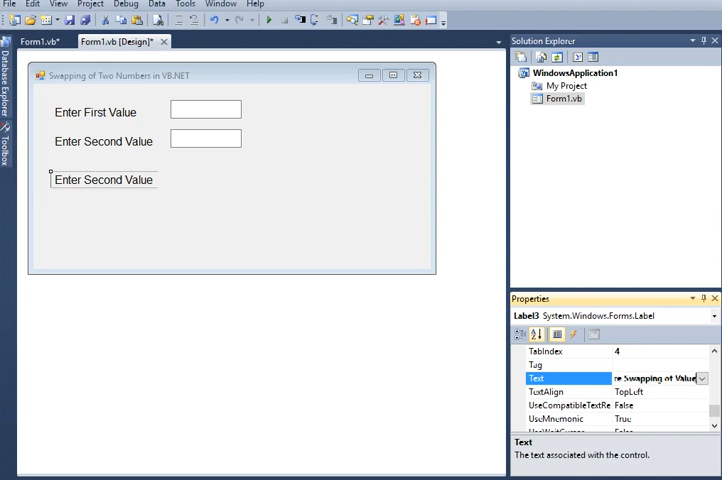 File Edit View Project Debug Data Tools Window Help
Form1.vb* Form1.vb [Design]*
Database Explorer
Toolbox
Swapping of Two Numbers in VB.NET
Enter First Value
Enter Second Value
Enter Second Value
Solution Explorer
WindowsApplication1
My Project
Form1.vb
Properties
Label3 System.Windows.Forms.Label
TabIndex 4
Tag
Text re Swapping of Value
TextAlign TopLeft
UseCompatibleTextRe False
UseMnemonic True
UseWaitCursor False
Text
The text associated with the control.